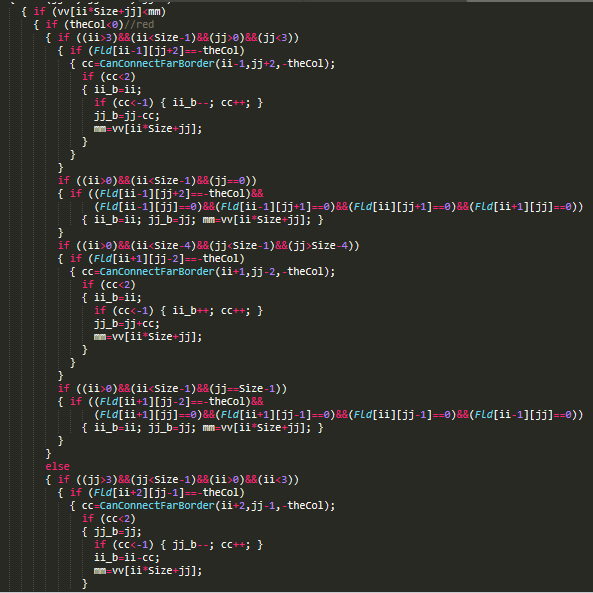 { if (vv[ii*Size+jj]<mm)
{ if (theCol<0)//red
{ if ((ii>3)&&(ii<Size-1)&&(jj>0)&&(jj<3))
{ if (Fld[ii-1][jj+2]==-theCol)
{ cc=CanConnectFarBorder(ii-1,jj+2,-theCol);
if (cc<2)
{ ii_b=ii;
if (cc<-1) { ii_b--; cc++; }
jj_b=jj-cc;
mm=vv[ii*Size+jj];
}
}
}
if ((ii>0)&&(ii<Size-1)&&(jj==0))
{ if ((Fld[ii-1][jj+2]==-theCol)&&
(Fld[ii-1][jj]==0)&&(Fld[ii-1][jj+1]==0)&&(Fld[ii][jj+1]==0)&&(Fld[ii+1][jj]==0))
{ ii_b=ii; jj_b=jj; mm=vv[ii*Size+jj]; }
}
if ((ii>0)&&(ii<Size-4)&&(jj<Size-1)&&(jj>Size-4))
{ if (Fld[ii+1][jj-2]==-theCol)
{ cc=CanConnectFarBorder(ii+1,jj-2,-theCol);
if (cc<2)
{ ii_b=ii;
if (cc<-1) { ii_b++; cc++; }
jj_b=jj+cc;
mm=vv[ii*Size+jj];
}
}
}
if ((ii>0)&&(ii<Size-1)&&(jj==Size-1))
{ if ((Fld[ii+1][jj-2]==-theCol)&&
(Fld[ii+1][jj]==0)&&(Fld[ii+1][jj-1]==0)&&(Fld[ii][jj-1]==0)&&(Fld[ii-1][jj]==0))
{ ii_b=ii; jj_b=jj; mm=vv[ii*Size+jj]; }
}
}
else
{ if ((jj>3)&&(jj<Size-1)&&(ii>0)&&(ii<3))
{ if (Fld[ii+2][jj-1]==-theCol)
{ cc=CanConnectFarBorder(ii+2,jj-1,-theCol);
if (cc<2)
{ jj_b=jj;
if (cc<-1) { jj_b--; cc++; }
ii_b=ii-cc;
mm=vv[ii*Size+jj];
}